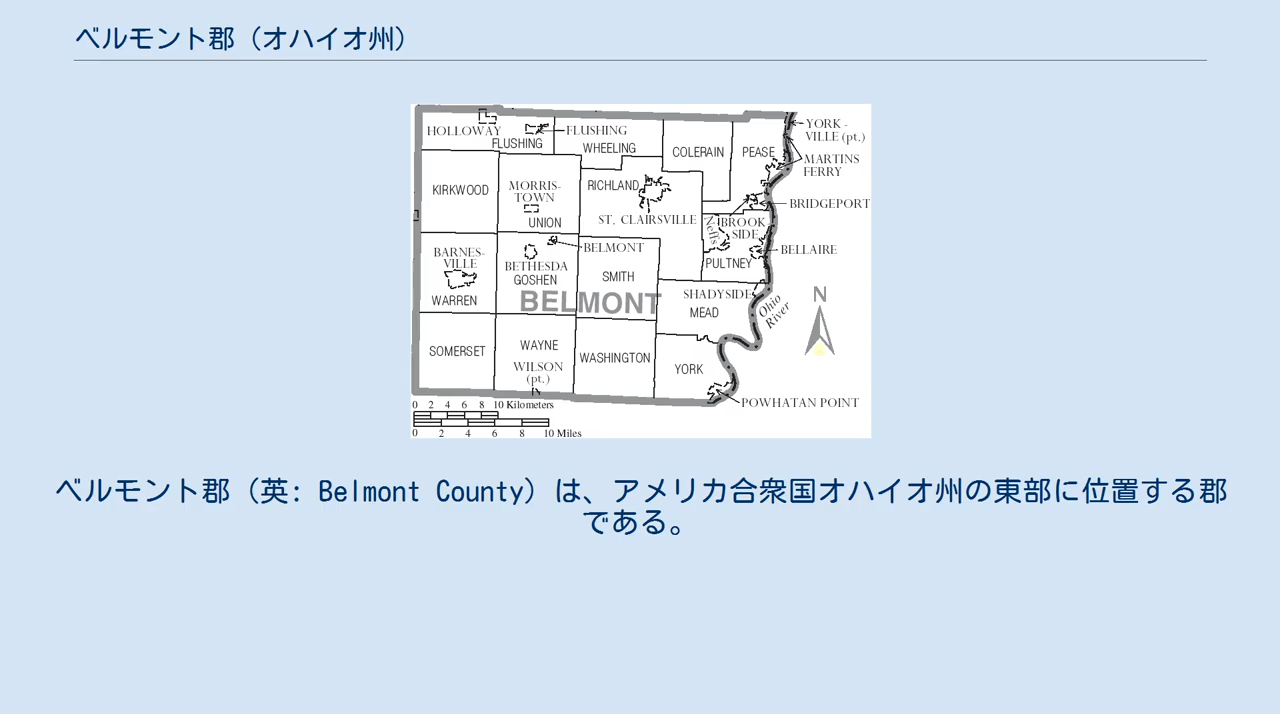 ベルモント郡（オハイオ州）
HOLLOWAY
FLUSHING
FLUSHING
WHEELING
COLERAIN
PEASE
YORK -
VILLE (pt.)
MARTINS
FERRY
KIRKWOOD
MORRIS-
TOWN
UNION
RICHLAND
ST. CLAIRSVILLE
BRIDGEPORT
Neffs
BROOK-
SIDE
BELLAIRE
PULTNEY
BARNES-
VILLE
WARREN
BELMONT
BETHESDA
GOSHEN
SMITH
BELMONT
SHADYSIDE
MEAD
Ohio
River
N
SOMERSET
WAYNE
WILSON
(pt.)
WASHINGTON
YORK
POWHATAN POINT
0 2 4 6 8 10 Kilometers
0 2 4 6 8 10 Miles
ベルモント郡（英: Belmont County）は、アメリカ合衆国オハイオ州の東部に位置する郡
である。